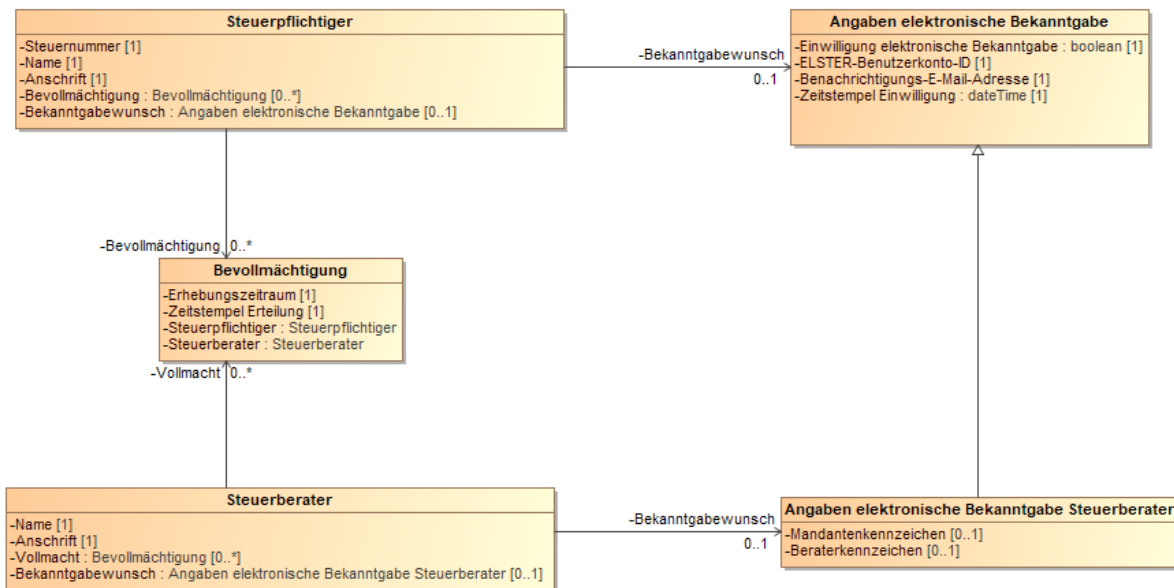 Steuerpflichtiger
-Steuernummer [1]
-Name [1]
-Anschrift [1]
-Bevollmächtigung : Bevollmächtigung [0..*]
-Bekanntgabewunsch : Angaben elektronische Bekanntgabe [0..1]
-Bekanntgabewunsch
0..1
Angaben elektronische Bekanntgabe
-Einwilligung elektronische Bekanntgabe : boolean [1]
-ELSTER-Benutzerkonto-ID [1]
-Benachrichtigungs-E-Mail-Adresse [1]
-Zeitstempel Einwilligung : dateTime [1]
-Bevollmächtigung 0..*
Bevollmächtigung
-Erhebungszeitraum [1]
-Zeitstempel Erteilung [1]
-Steuerpflichtiger : Steuerpflichtiger
-Steuerberater : Steuerberater
-Vollmacht 0..*
Steuerberater
-Name [1]
-Anschrift [1]
-Vollmacht : Bevollmächtigung [0..*]
-Bekanntgabewunsch : Angaben elektronische Bekanntgabe Steuerberater [0..1]
-Bekanntgabewunsch
0..1
Angaben elektronische Bekanntgabe Steuerberater
-Mandantenkennzeichen [0..1]
-Beraterkennzeichen [0..1]